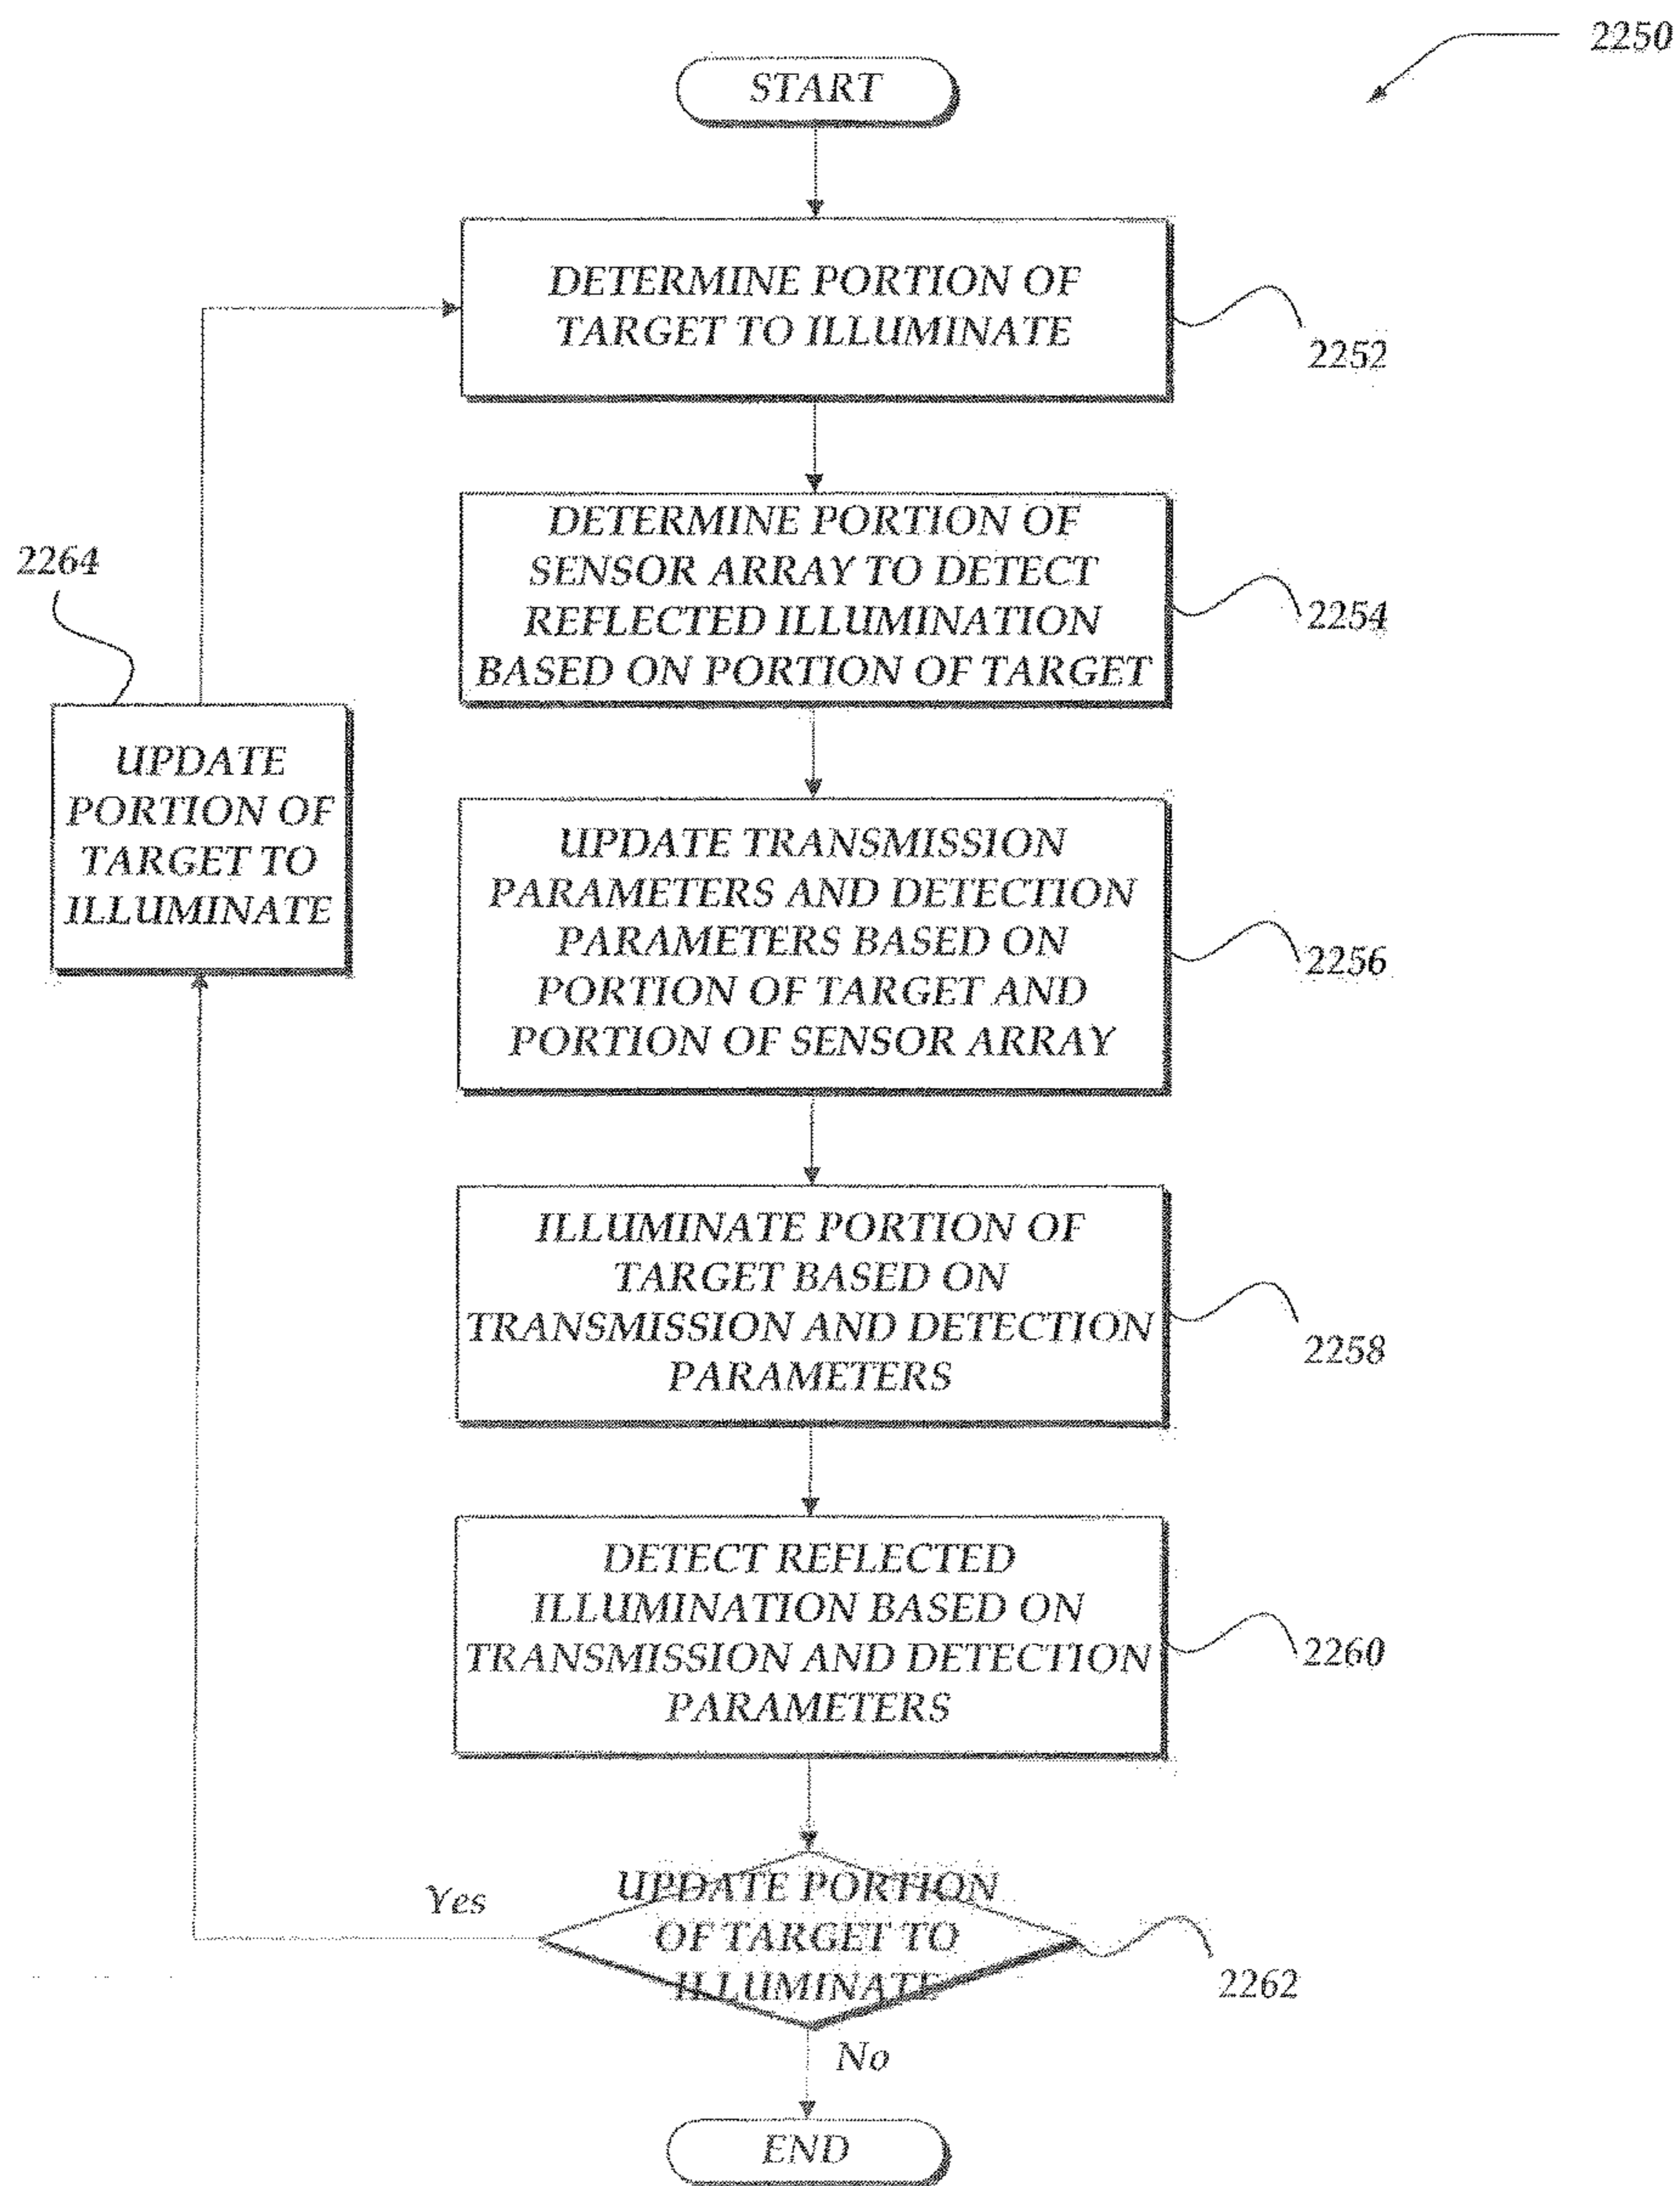 2250
START
DETERMINE PORTION OF
TARGET TO ILLUMINATE
2252
DETERMINE PORTION OF
SENSOR ARRAY TO DETECT
REFLECTED ILLUMINATION
BASED ON PORTION OF TARGET
2254
2264
UPDATE
PORTION OF
TARGET TO
ILLUMINATE
UPDATE TRANSMISSION
PARAMETERS AND DETECTION
PARAMETERS BASED ON
PORTION OF TARGET AND
PORTION OF SENSOR ARRAY
2256
ILLUMINATE PORTION OF
TARGET BASED ON
TRANSMISSION AND DETECTION
PARAMETERS
2258
DETECT REFLECTED
ILLUMINATION BASED ON
TRANSMISSION AND DETECTION
PARAMETERS
2260
Yes
UPDATE PORTION
OF TARGET TO
ILLUMINATE
2262
No
END